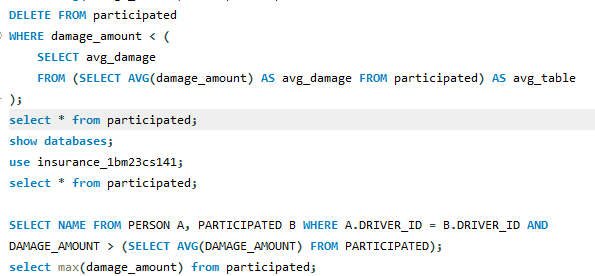 DELETE FROM participated
WHERE damage_amount < (
SELECT avg_damage
FROM (SELECT AVG(damage_amount) AS avg_damage FROM participated) AS avg_table
);
select * from participated;
show databases;
use insurance_1bm23cs141;
select * from participated;
SELECT NAME FROM PERSON A, PARTICIPATED B WHERE A.DRIVER_ID = B.DRIVER_ID AND
DAMAGE_AMOUNT > (SELECT AVG(DAMAGE_AMOUNT) FROM PARTICIPATED);
select max(damage_amount) from participated;